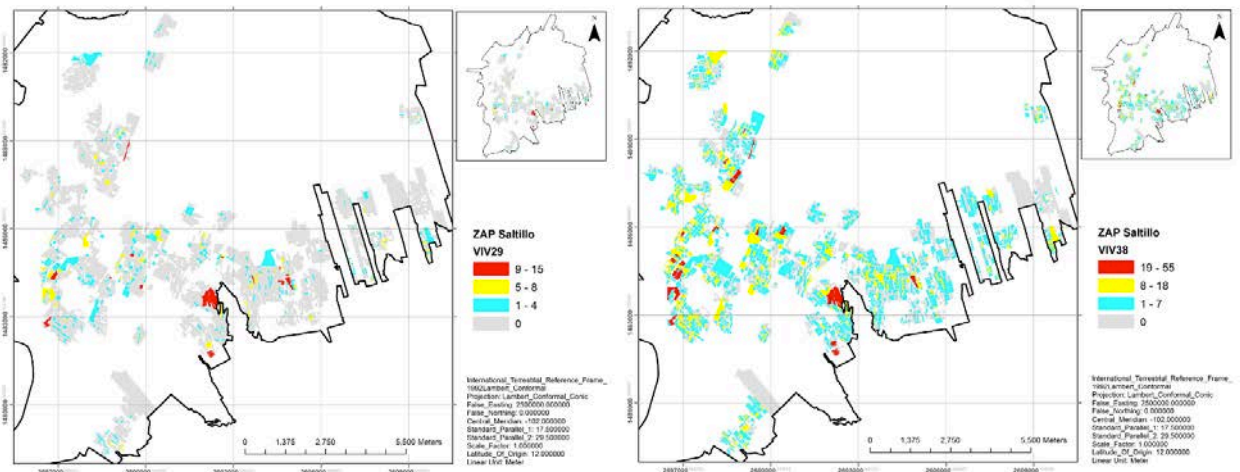 N
ZAP Saltillo
VIV29
9 - 15
5 - 8
1 - 4
0
International_Terrestrial_Reference_Frame_
1992Lambert_Conformal
Projection: Lambert_Conformal_Conic
False_Easting: 2500000.000000
False_Northing: 0.000000
Central_Meridian: -102.000000
Standard_Parallel_1: 17.500000
Standard_Parallel_2: 29.500000
Scale_Factor: 1.000000
Latitude_Of_Origin: 12.000000
Linear Unit: Meter
0 1,375 2,750 5,500 Meters
N
ZAP Saltillo
VIV38
19 - 55
8 - 18
1 - 7
0
International_Terrestrial_Reference_Frame_
1992Lambert_Conformal
Projection: Lambert_Conformal_Conic
False_Easting: 2500000.000000
False_Northing: 0.000000
Central_Meridian: -102.000000
Standard_Parallel_1: 17.500000
Standard_Parallel_2: 29.500000
Scale_Factor: 1.000000
Latitude_Of_Origin: 12.000000
Linear Unit: Meter
0 1,375 2,750 5,500 Meters